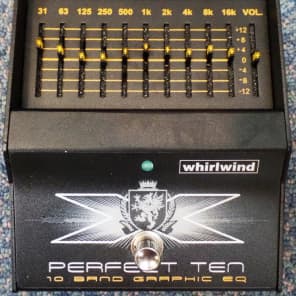 31 63 125 250 500 1k 2k 4k 8k 16k VOL.
+12
+8
+4
0
-4
-8
-12
whirlwind
PERFECT TEN
10 BAND GRAPHIC EQ